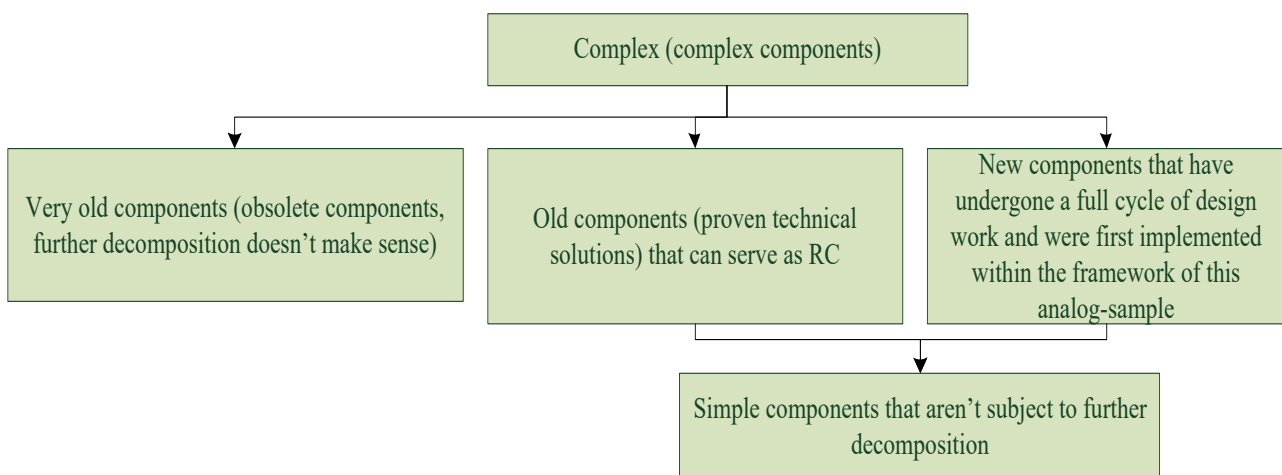 Complex (complex components)
Very old components (obsolete components,
further decomposition doesn’t make sense)
Old components (proven technical
solutions) that can serve as RC
New components that have
undergone a full cycle of design
work and were first implemented
within the framework of this
analog-sample
Simple components that aren’t subject to further
decomposition